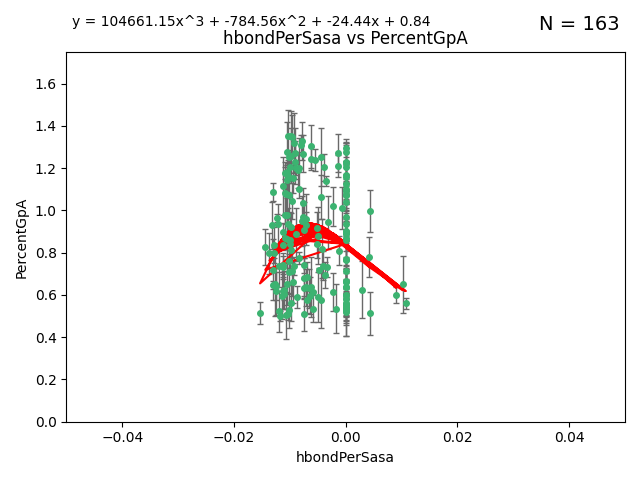 y = 104661.15x^3 + -784.56x^2 + -24.44x + 0.84
N = 163
hbondPerSasa vs PercentGpA
1.6
1.4
1.2
1.0
0.8
0.6
0.4
0.2
0.0
PercentGpA
−0.04
−0.02
0.00
0.02
0.04
hbondPerSasa